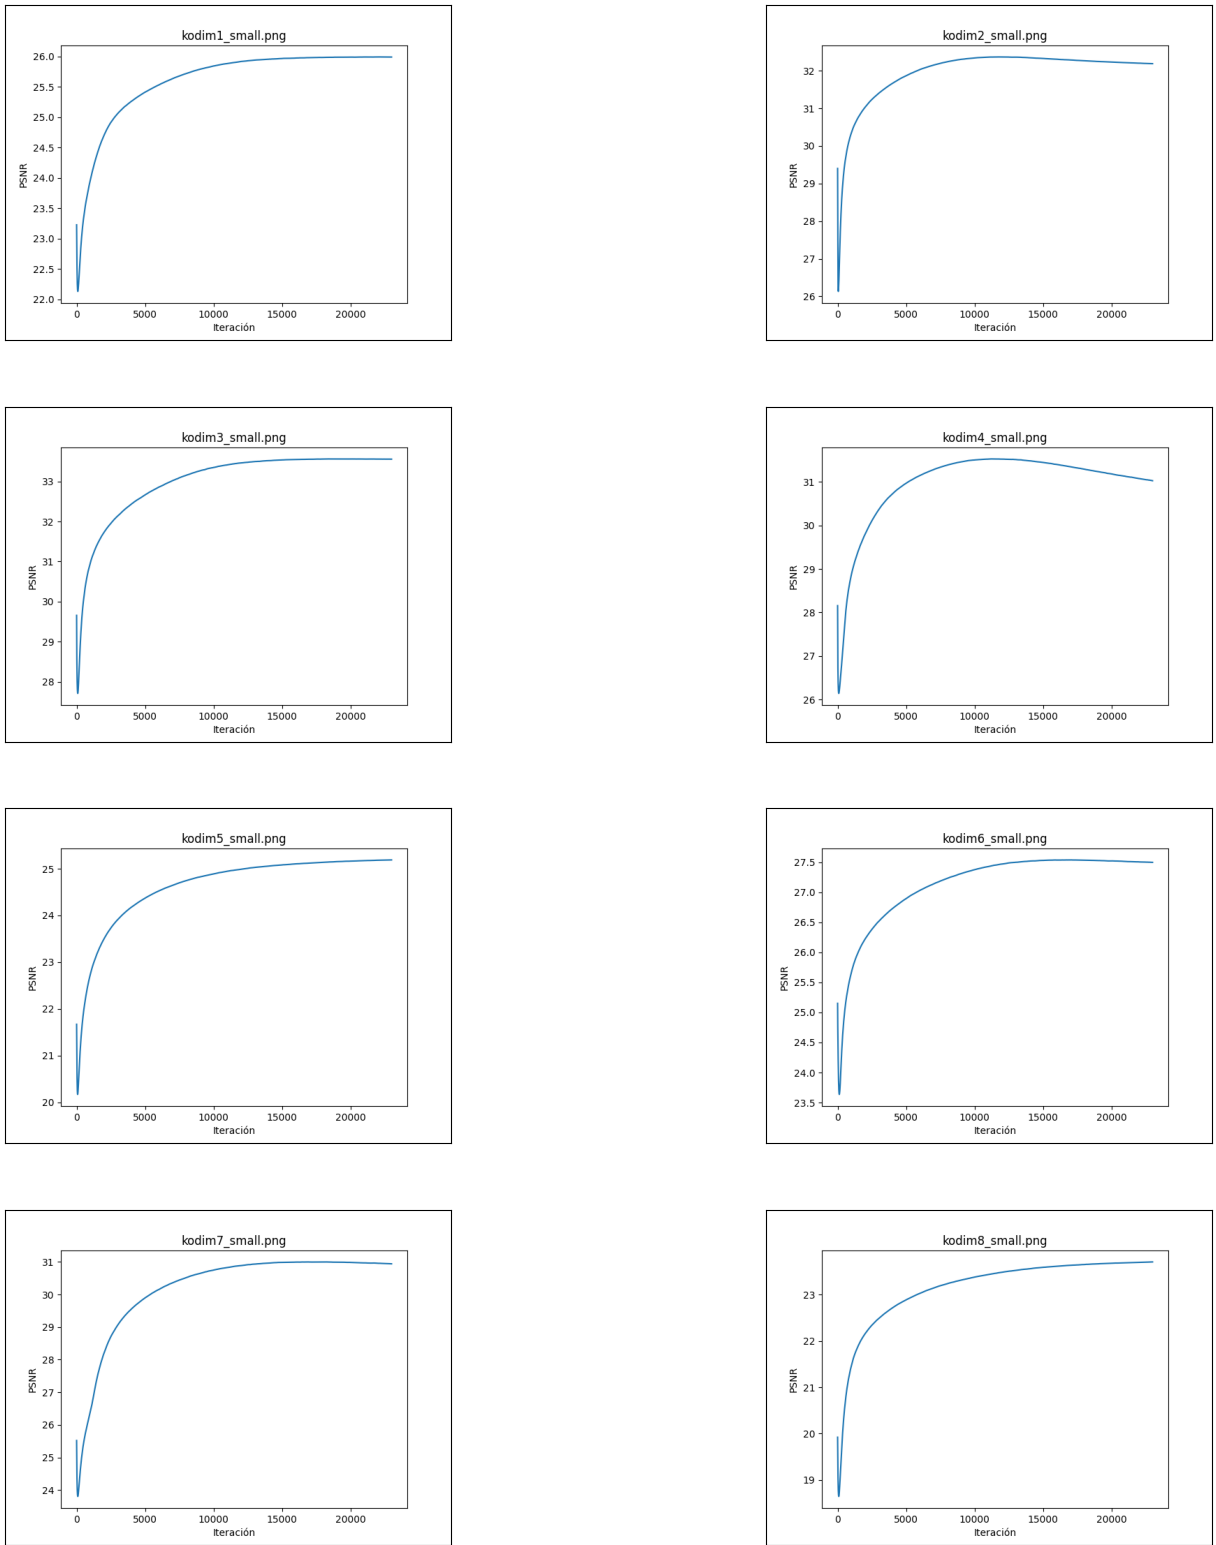 kodim1_small.png
PSNR
26.0
25.5
25.0
24.5
24.0
23.5
23.0
22.5
22.0
0 5000 10000 15000 20000
Iteración
kodim2_small.png
PSNR
32
31
30
29
28
27
26
0 5000 10000 15000 20000
Iteración
kodim3_small.png
PSNR
33
32
31
30
29
28
0 5000 10000 15000 20000
Iteración
kodim4_small.png
PSNR
31
30
29
28
27
26
0 5000 10000 15000 20000
Iteración
kodim5_small.png
PSNR
25
24
23
22
21
20
0 5000 10000 15000 20000
Iteración
kodim6_small.png
PSNR
27.5
27.0
26.5
26.0
25.5
25.0
24.5
24.0
23.5
0 5000 10000 15000 20000
Iteración
kodim7_small.png
PSNR
31
30
29
28
27
26
25
24
0 5000 10000 15000 20000
Iteración
kodim8_small.png
PSNR
23
22
21
20
19
0 5000 10000 15000 20000
Iteración